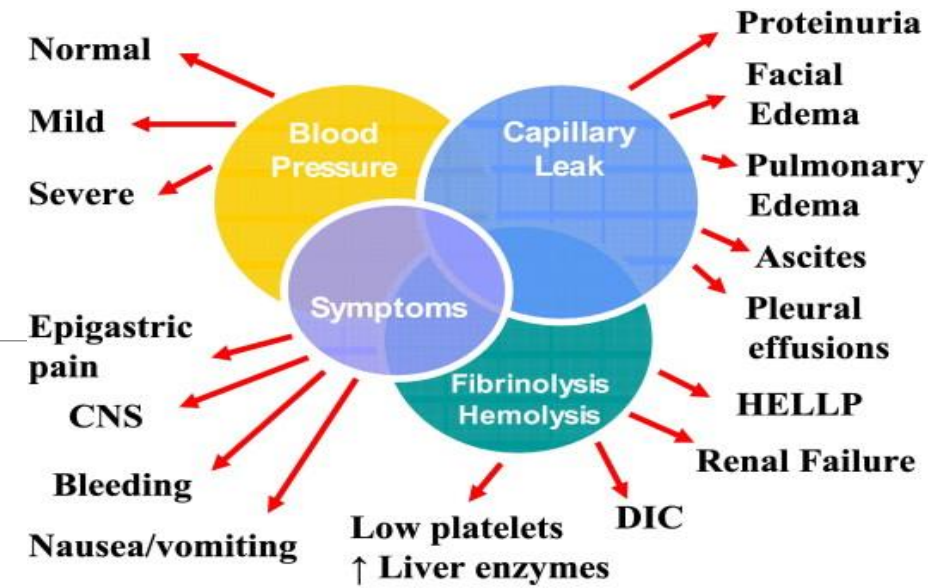 Normal
Mild
Severe
Blood
Pressure
Capillary
Leak
Proteinuria
Facial
Edema
Pulmonary
Edema
Ascites
Pleural
effusions
Symptoms
Epigastric
pain
CNS
Bleeding
Nausea/vomiting
Fibrinolysis
Hemolysis
HELLP
Renal Failure
DIC
Low platelets
↑ Liver enzymes